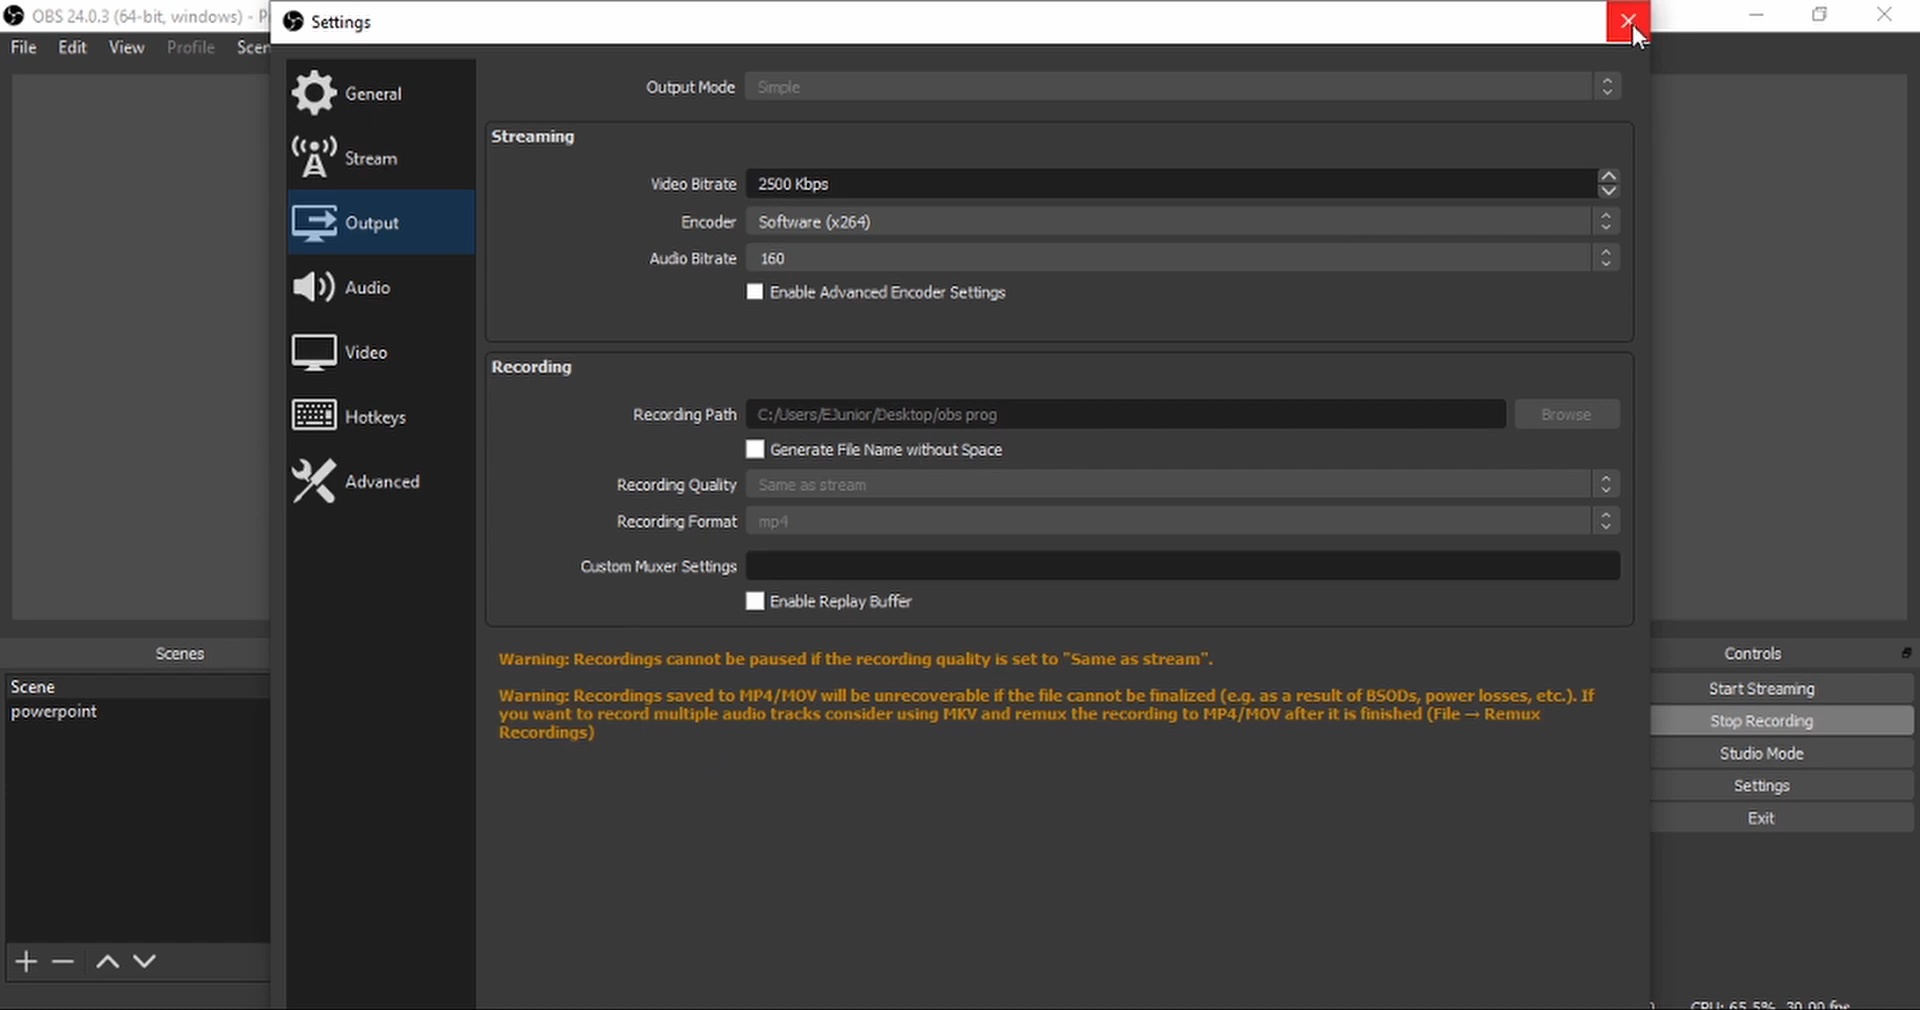 OBS 24.0.3 (64-bit, windows) - P
Settings
File Edit View Profile Scen
General
Stream
Output
Audio
Video
Hotkeys
Advanced
Output Mode Simple
Streaming
Video Bitrate 2500 Kbps
Encoder Software (x264)
Audio Bitrate 160
Enable Advanced Encoder Settings
Recording
Recording Path C:/Users/EJunior/Desktop/obs prog Browse
Generate File Name without Space
Recording Quality Same as stream
Recording Format mp4
Custom Muxer Settings
Enable Replay Buffer
Warning: Recordings cannot be paused if the recording quality is set to "Same as stream".
Warning: Recordings saved to MP4/MOV will be unrecoverable if the file cannot be finalized (e.g. as a result of BSODs, power losses, etc.). If
you want to record multiple audio tracks consider using MKV and remux the recording to MP4/MOV after it is finished (File → Remux
Recordings)
Scenes
Scene
powerpoint
Controls
Start Streaming
Stop Recording
Studio Mode
Settings
Exit
CPU: 65.5%, 30.00 fps